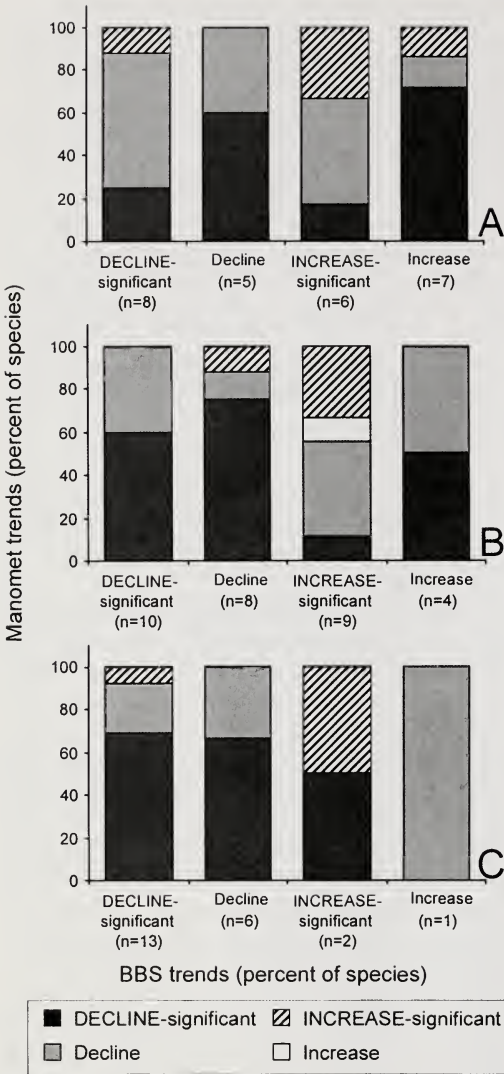 Manomet trends (percent of species)
100
80
60
40
20
0
A
DECLINE-
significant
(n=8)
Decline
(n=5)
INCREASE-
significant
(n=6)
Increase
(n=7)
100
80
60
40
20
0
B
DECLINE-
significant
(n=10)
Decline
(n=8)
INCREASE-
significant
(n=9)
Increase
(n=4)
100
80
60
40
20
0
C
DECLINE-
significant
(n=13)
Decline
(n=6)
INCREASE-
significant
(n=2)
Increase
(n=1)
BBS trends (percent of species)
DECLINE-significant
INCREASE-significant
Decline
Increase